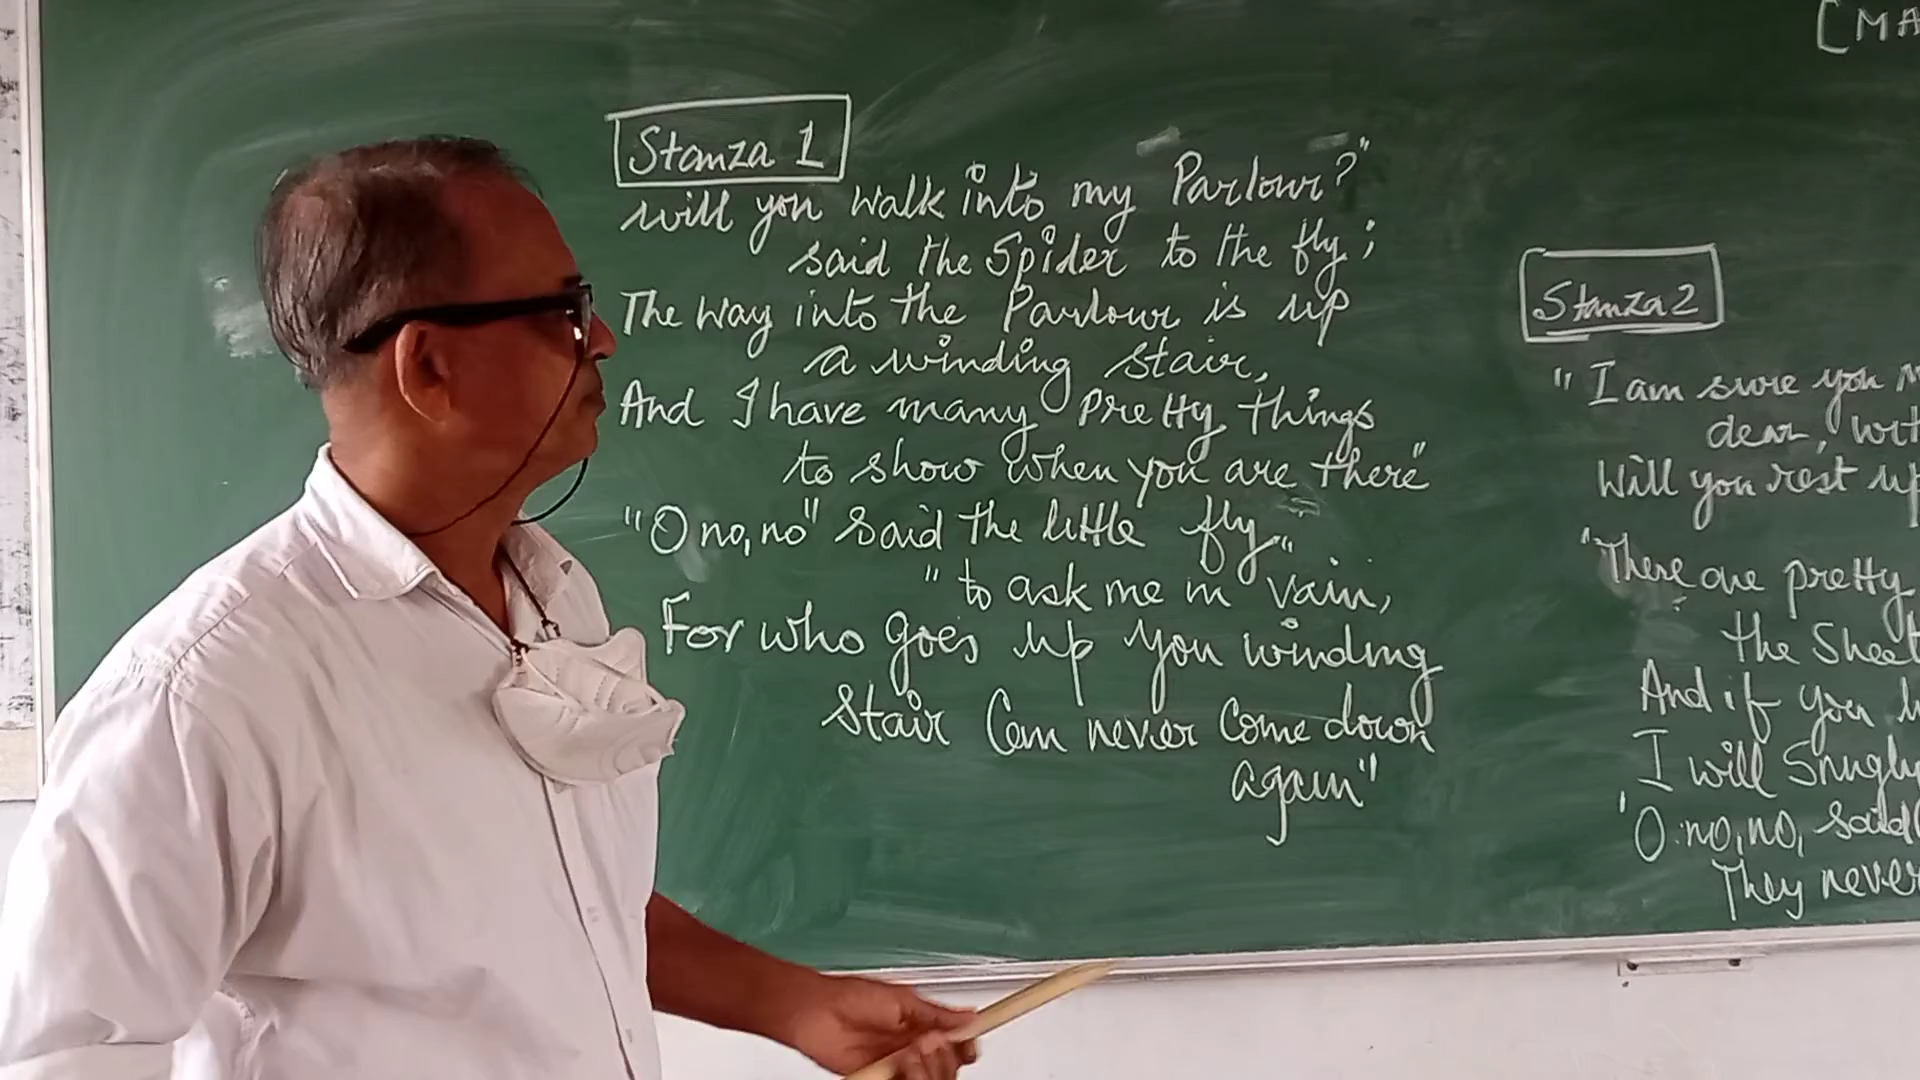 [MA
Stanza 1
will you walk into my Parlour?"
said the Spider to the fly;
The way into the Parlour is up
a winding stair,
And I have many pretty things
to show when you are there"
"O no, no" said the little fly,"
"to ask me in vain,
For who goes up you winding
stair Can never come down
again"
Stanza 2
"I am sure you
dear, wit
Will you rest up
"There are pretty
the Sheet
And if you
I will Snugly
'O no, no, said
They never